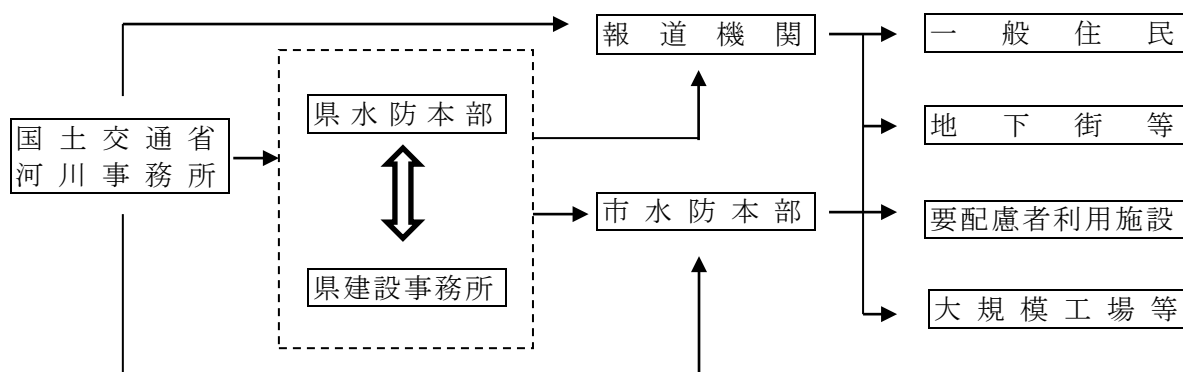 報道機関
一般住民
県水防本部
地下街等
国土交通省
河川事務所
市水防本部
要配慮者利用施設
県建設事務所
大規模工場等